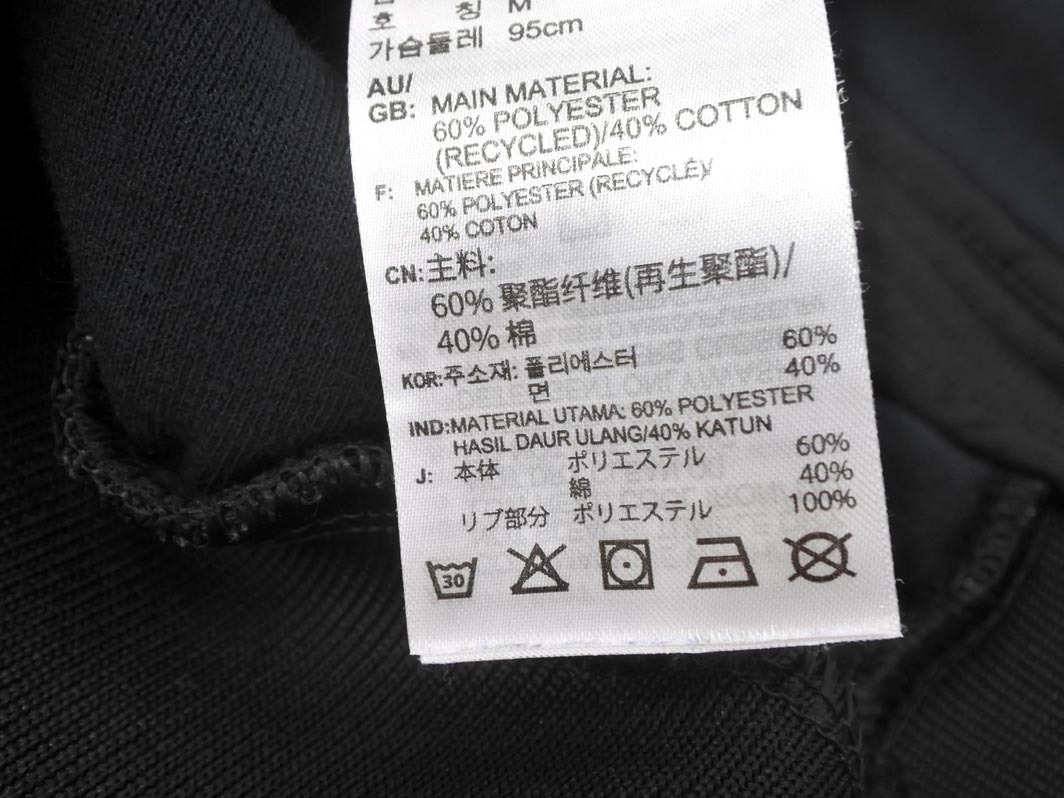 호 칭 M
가슴둘레 95cm
AU/
GB: MAIN MATERIAL:
60% POLYESTER
(RECYCLED)/40% COTTON
F: MATIERE PRINCIPALE:
60% POLYESTER (RECYCLÉ)/
40% COTON
CN:主料:
60% 聚酯纤维(再生聚酯)/
40% 棉
KOR:주소재: 폴리에스터 60%
면 40%
IND:MATERIAL UTAMA: 60% POLYESTER
HASIL DAUR ULANG/40% KATUN
J: 本体 ポリエステル 60%
綿 40%
リブ部分 ポリエステル 100%
30